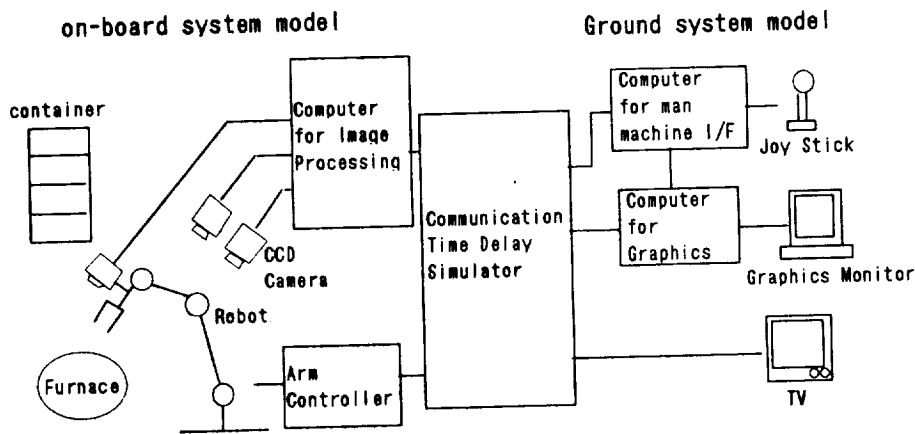 on-board system model
Ground system model
container
Computer
for Image
Processing
Computer
for man
machine I/F
Joy Stick
CCD
Camera
Communication
Time Delay
Simulator
Computer
for
Graphics
Graphics Monitor
Robot
Furnace
Arm
Controller
TV